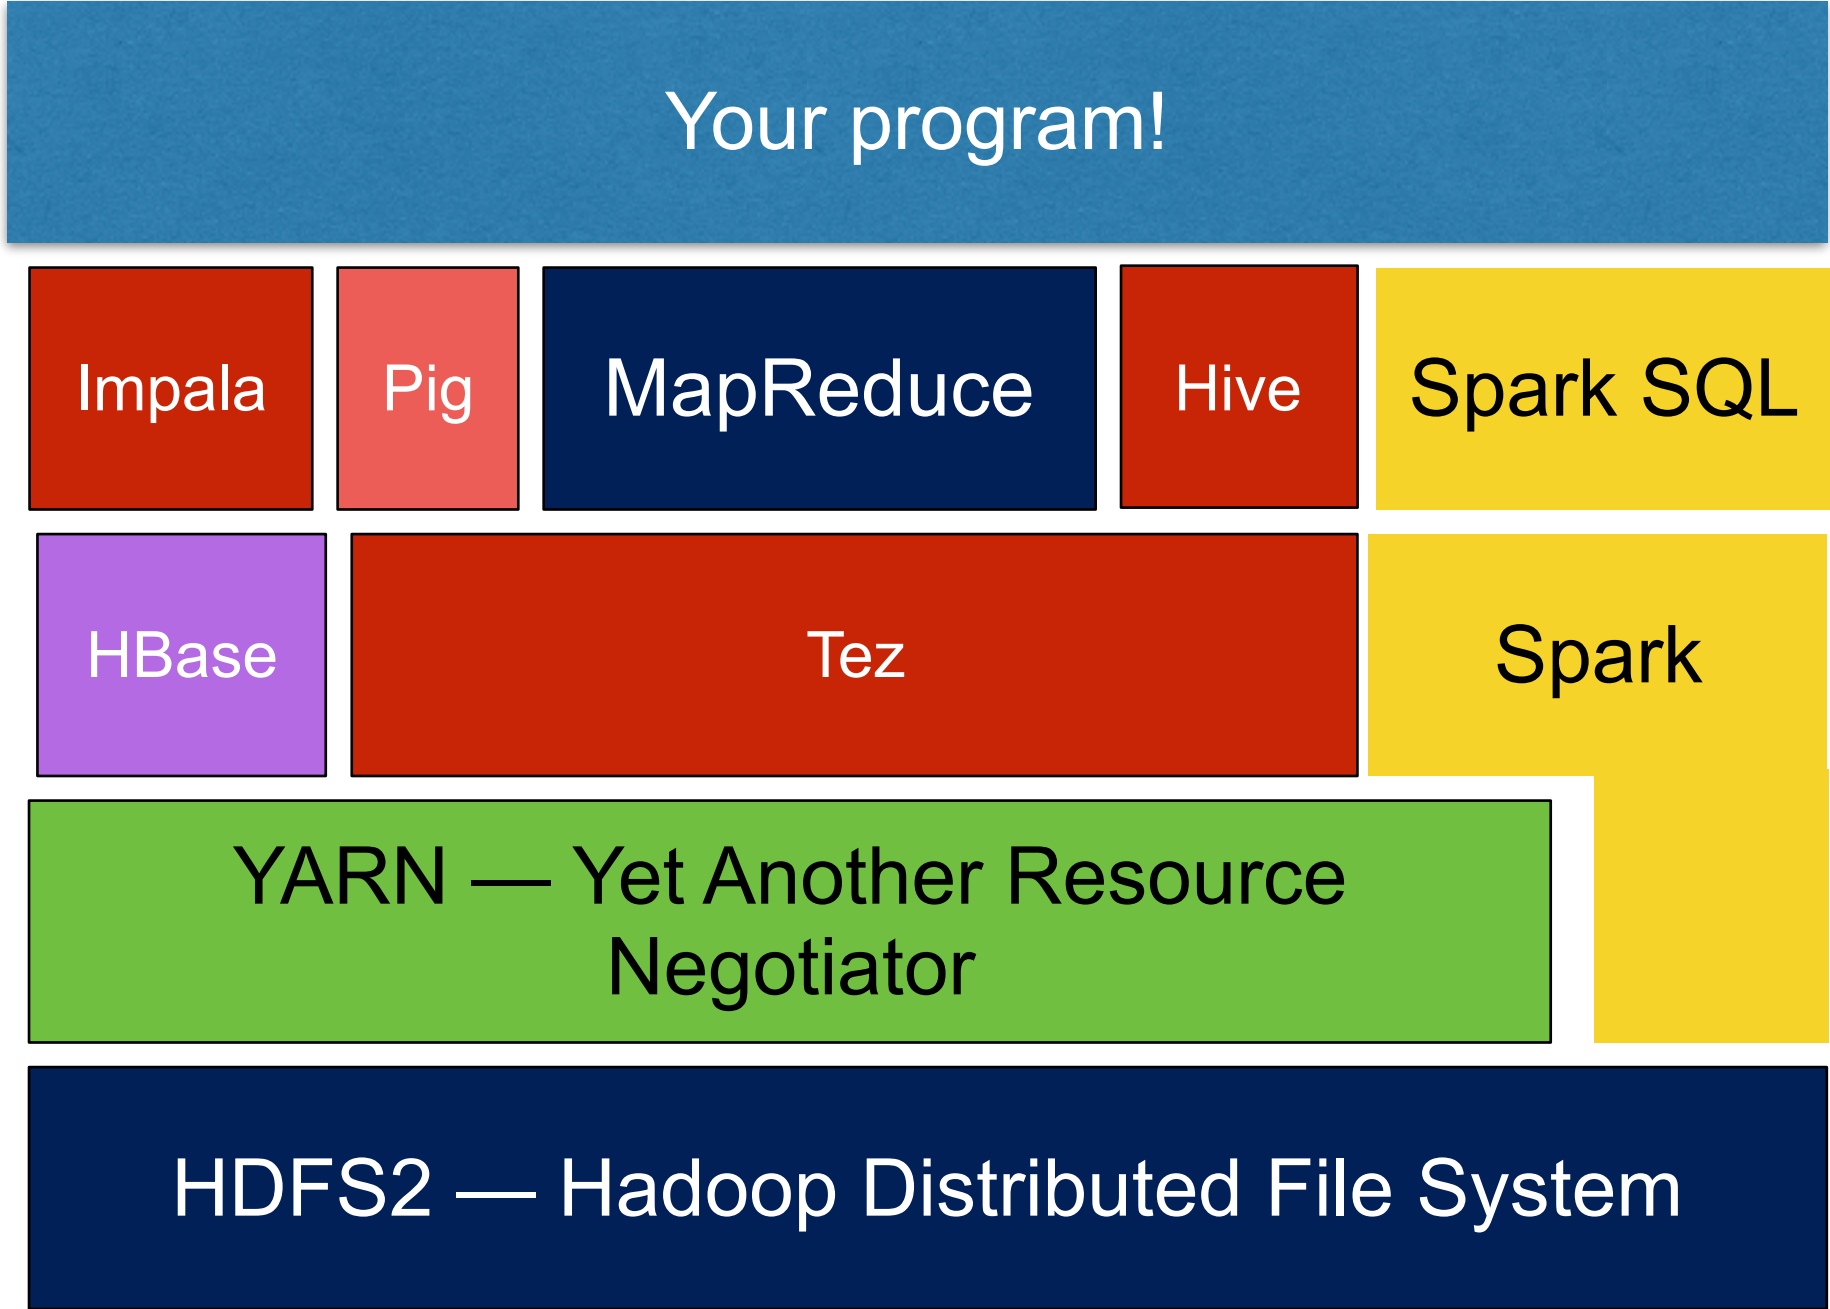 Your program!
Impala
Pig
MapReduce
Hive
Spark SQL
HBase
Tez
Spark
YARN — Yet Another Resource
Negotiator
HDFS2 — Hadoop Distributed File System